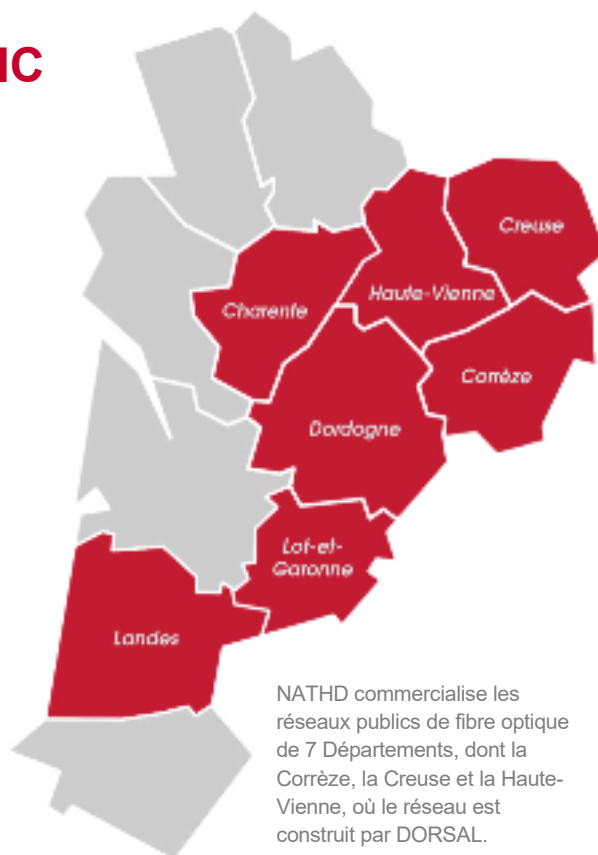 IC
Creuse
Haute-Vienne
Charente
Corrèze
Dordogne
Lot-et-
Garonne
Landes
NATHD commercialise les
réseaux publics de fibre optique
de 7 Départements, dont la
Corrèze, la Creuse et la Haute-
Vienne, où le réseau est
construit par DORSAL.